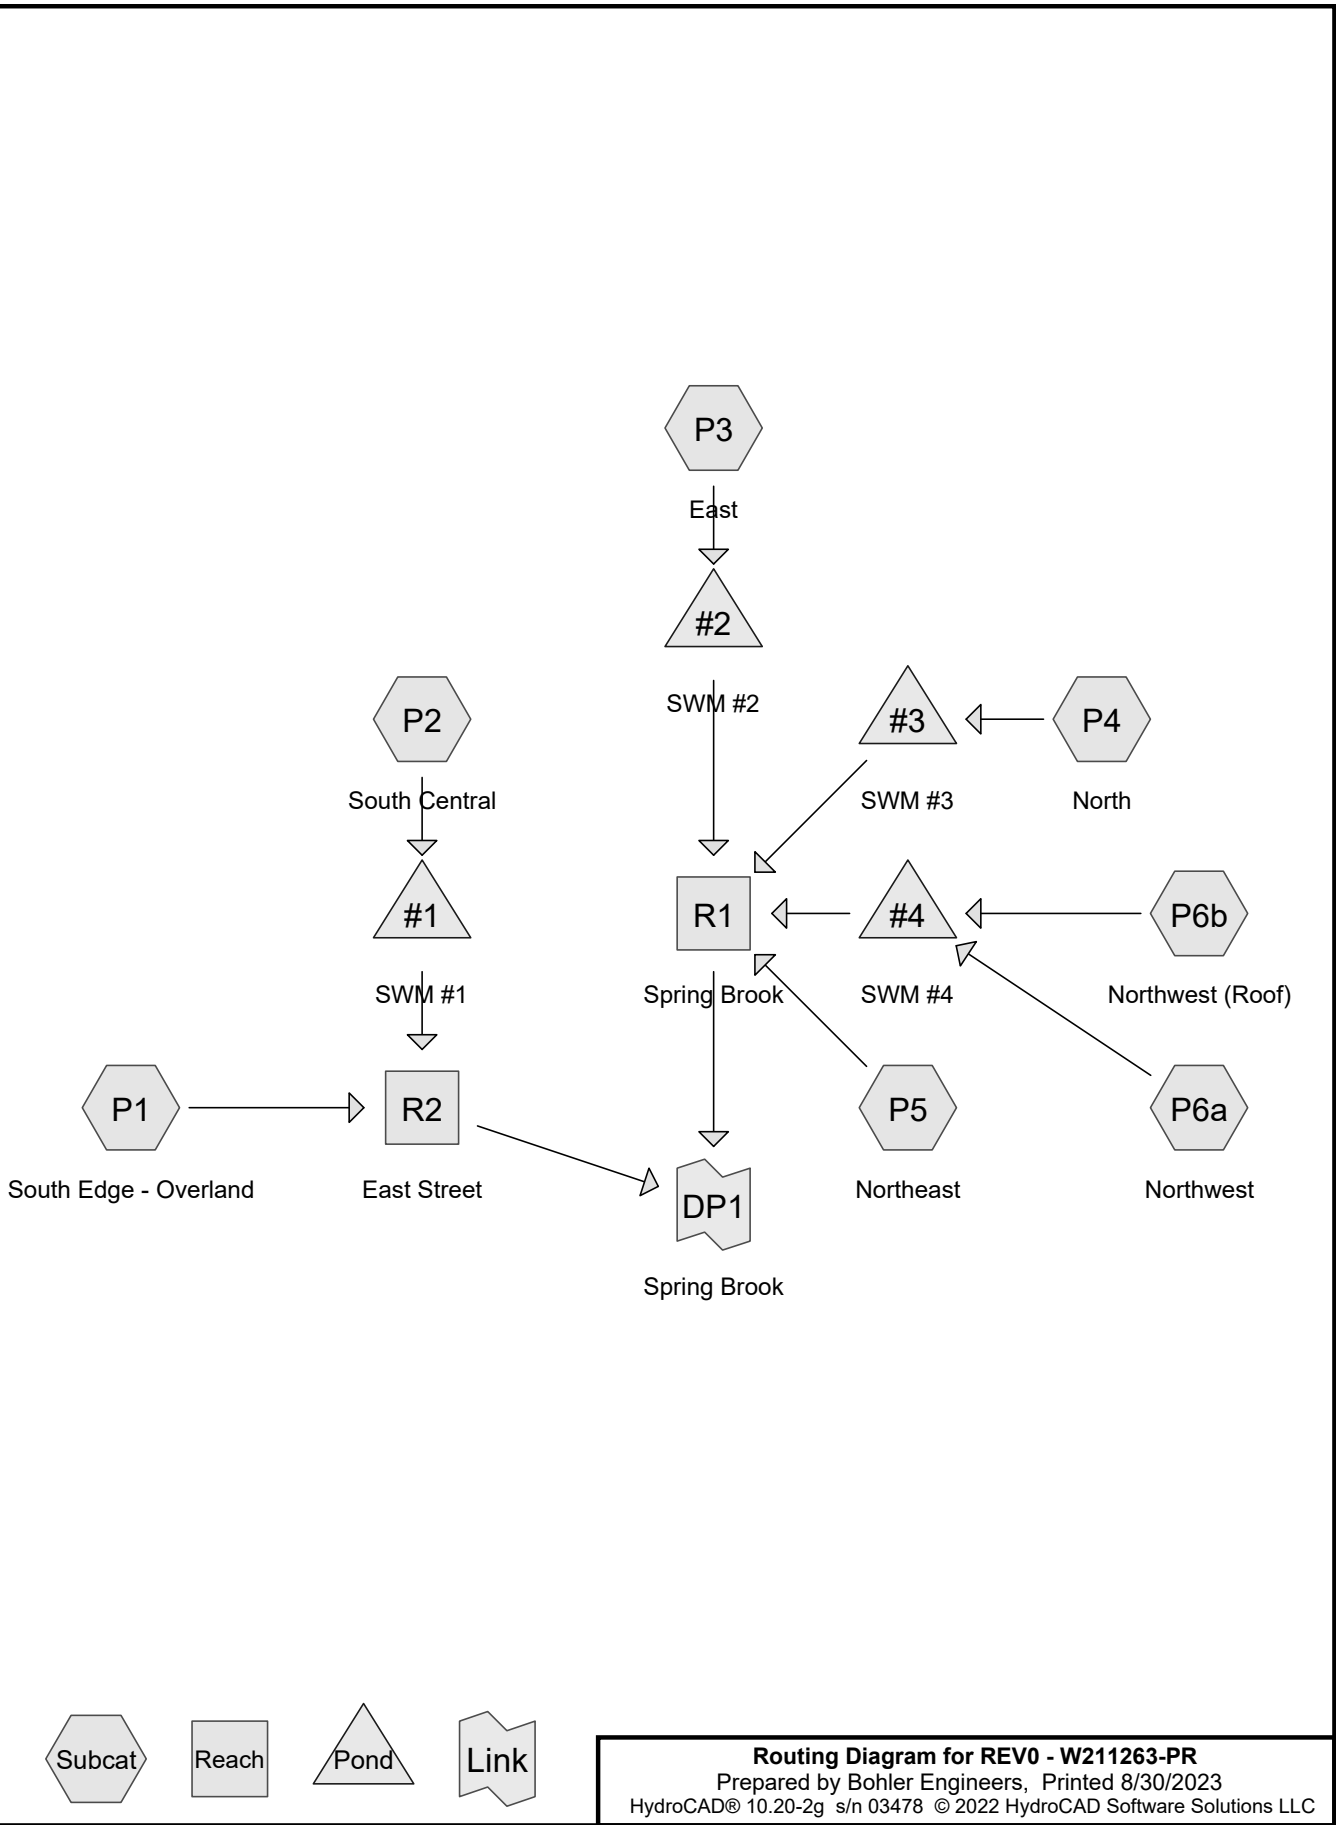 P3
East
#2
SWM #2
P2
South Central
#3
SWM #3
P4
North
#1
SWM #1
R1
Spring Brook
#4
SWM #4
P6b
Northwest (Roof)
P1
South Edge - Overland
R2
East Street
DP1
Spring Brook
P5
Northeast
P6a
Northwest
Subcat
Reach
Pond
Link
Routing Diagram for REV0 - W211263-PR
Prepared by Bohler Engineers,  Printed 8/30/2023
HydroCAD® 10.20-2g  s/n 03478  © 2022 HydroCAD Software Solutions LLC